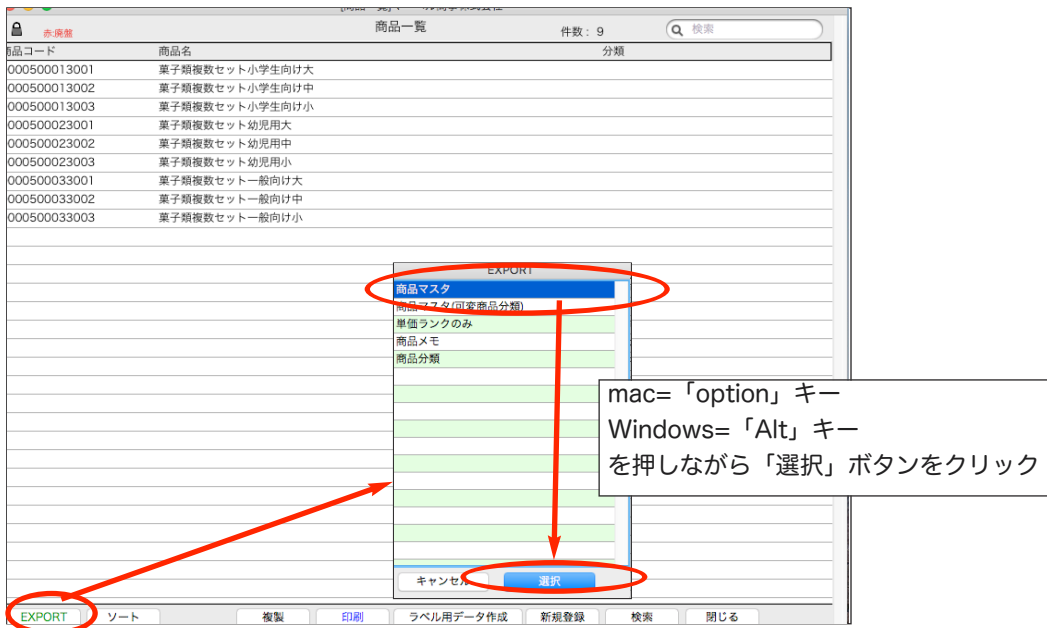 赤:廃盤
商品一覧
件数: 9
検索
商品コード 商品名 分類
000500013001 菓子類複数セット小学生向け大
000500013002 菓子類複数セット小学生向け中
000500013003 菓子類複数セット小学生向け小
000500023001 菓子類複数セット幼児用大
000500023002 菓子類複数セット幼児用中
000500023003 菓子類複数セット幼児用小
000500033001 菓子類複数セット一般向け大
000500033002 菓子類複数セット一般向け中
000500033003 菓子類複数セット一般向け小
EXPORT
商品マスタ
商品マスタ(可変商品分類)
単価ランクのみ
商品メモ
商品分類
mac=「option」キー
Windows=「Alt」キー
を押しながら「選択」ボタンをクリック
キャンセル 選択
EXPORT ソート 複製 印刷 ラベル用データ作成 新規登録 検索 閉じる